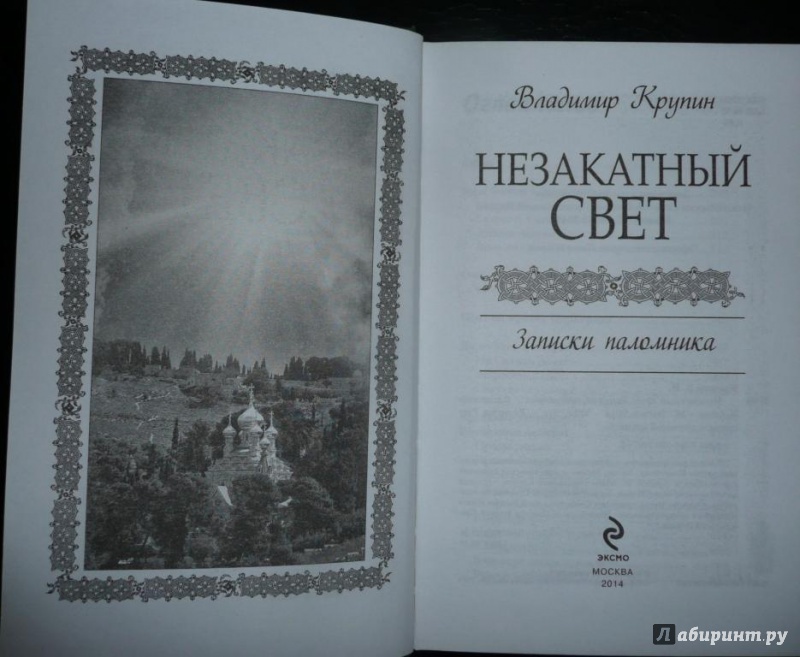 Владимир Крупин
НЕЗАКАТНЫЙ
СВЕТ
Записки паломника
ЭКСМО
МОСКВА
2014
Лабиринт.ру